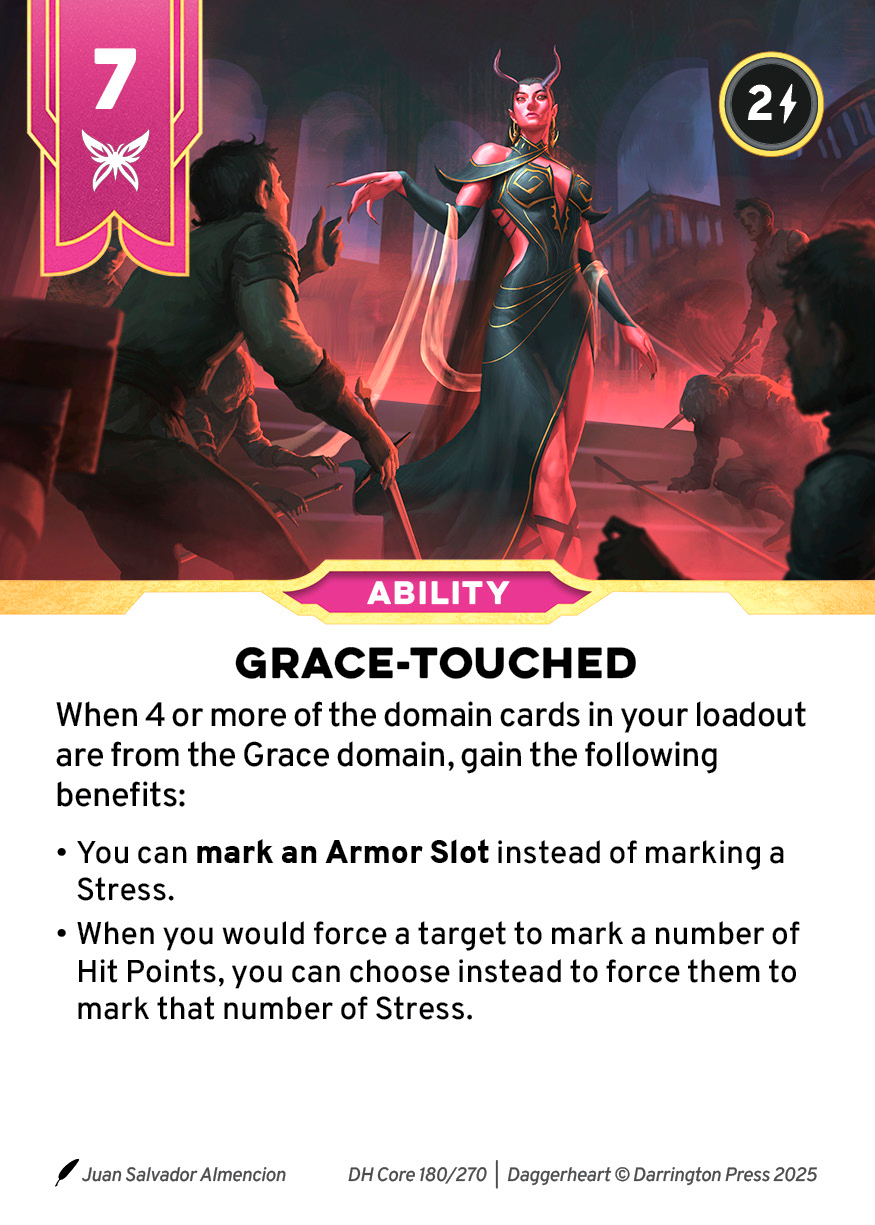 7
2
ABILITY
GRACE-TOUCHED
When 4 or more of the domain cards in your loadout
are from the Grace domain, gain the following
benefits:
• You can mark an Armor Slot instead of marking a
Stress.
• When you would force a target to mark a number of
Hit Points, you can choose instead to force them to
mark that number of Stress.
Juan Salvador Almencion DH Core 180/270 | Daggerheart © Darrington Press 2025